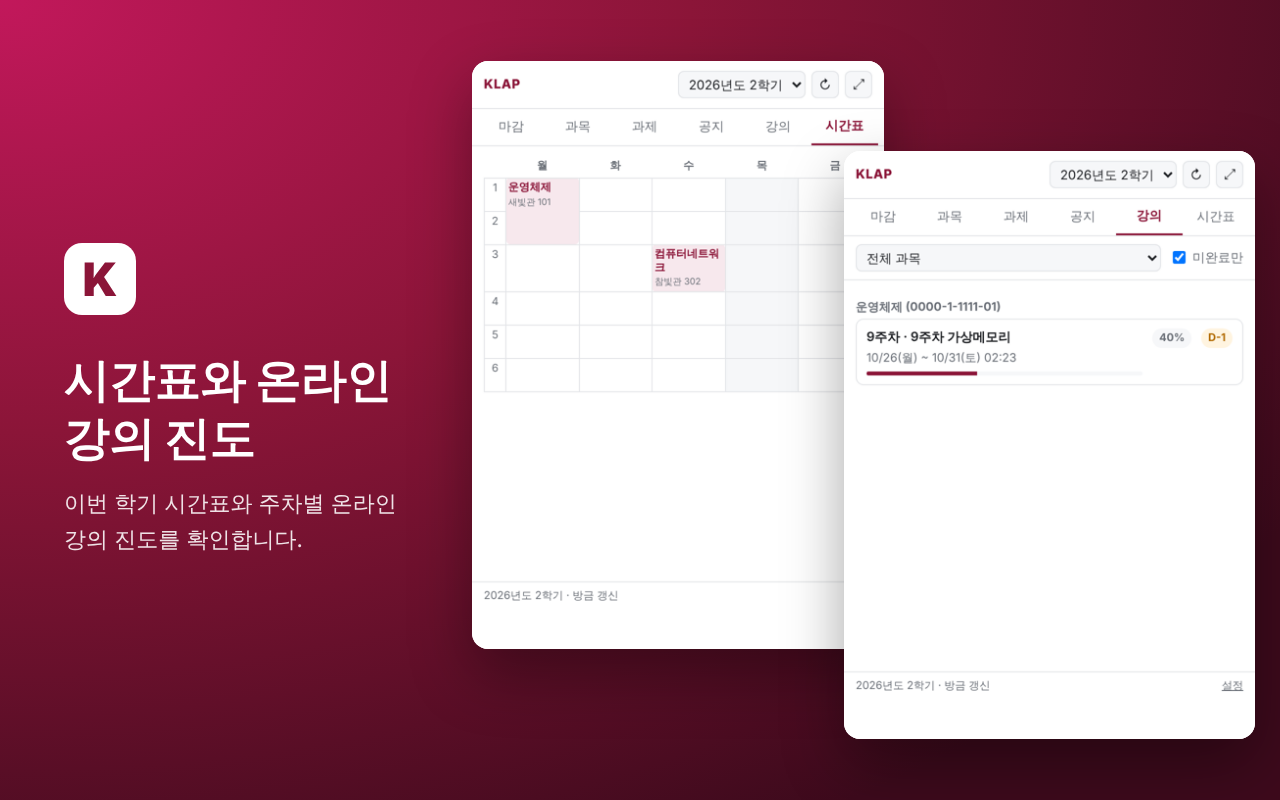 K
시간표와 온라인
강의 진도
이번 학기 시간표와 주차별 온라인
강의 진도를 확인합니다.
KLAP
2026년도 2학기
마감 과목 과제 공지 강의 시간표
월 화 수 목 금
1 운영체제
새빛관 101
2
3 컴퓨터네트워
크
참빛관 302
4
5
6
2026년도 2학기 · 방금 갱신
KLAP
2026년도 2학기
마감 과목 과제 공지 강의 시간표
전체 과목 미완료만
운영체제 (0000-1-1111-01)
9주차 · 9주차 가상메모리 40% D-1
10/26(월) ~ 10/31(토) 02:23
2026년도 2학기 · 방금 갱신 설정